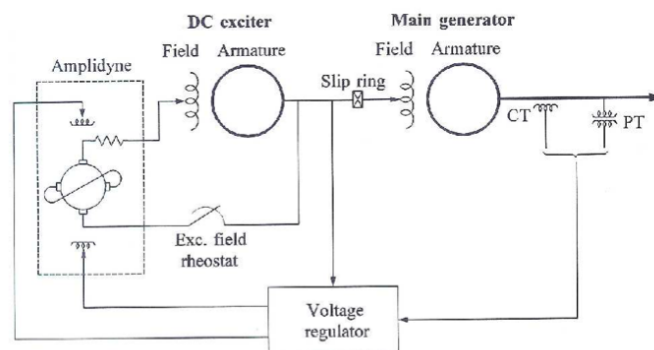 DC exciter
Main generator
Field
Armature
Field
Armature
Amplidyne
Slip ring
CT
PT
Exc. field
rheostat
Voltage
regulator